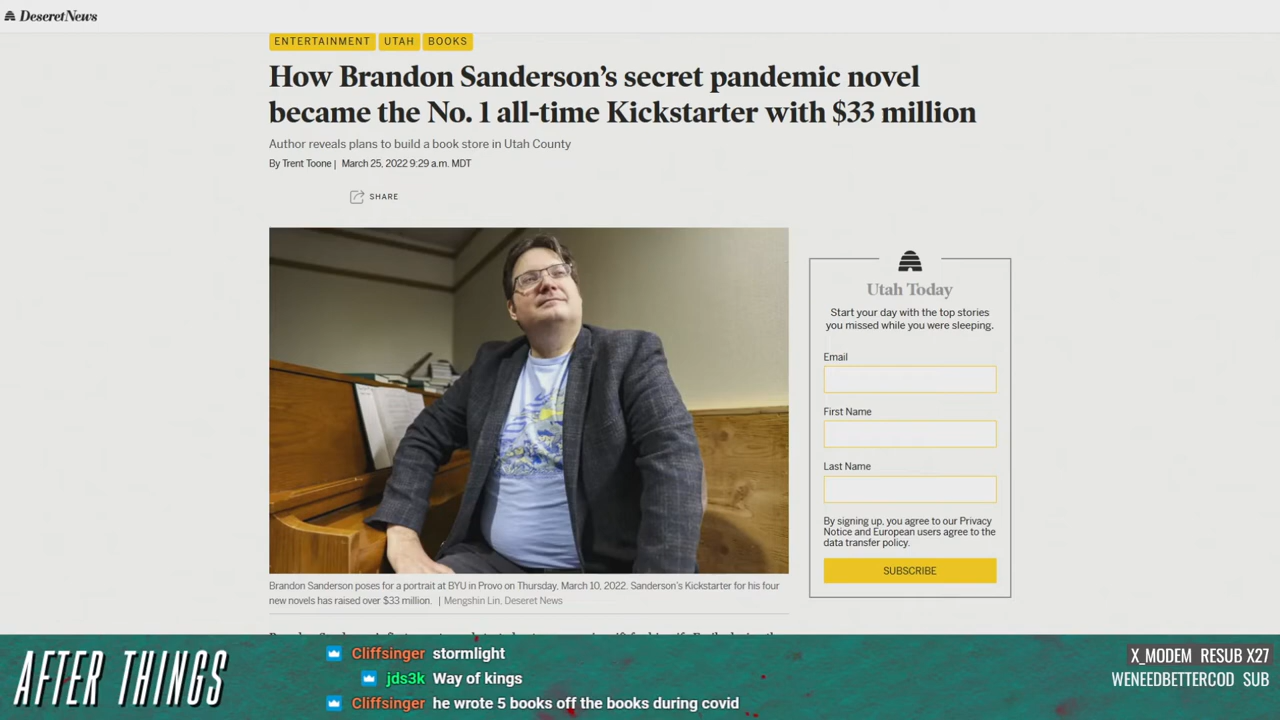 Deseret News
ENTERTAINMENT UTAH BOOKS
How Brandon Sanderson's secret pandemic novel
became the No. 1 all-time Kickstarter with $33 million
Author reveals plans to build a book store in Utah County
By Trent Toone | March 25, 2022 9:29 a.m. MDT
SHARE
Utah Today
Start your day with the top stories
you missed while you were sleeping.
Email
First Name
Last Name
By signing up, you agree to our Privacy
Notice and European users agree to the
data transfer policy.
SUBSCRIBE
Brandon Sanderson poses for a portrait at BYU in Provo on Thursday, March 10, 2022. Sanderson's Kickstarter for his four
new novels has raised over $33 million. | Mengshin Lin, Deseret News
AFTER THINGS
Cliffsinger stormlight
jds3k Way of kings
Cliffsinger he wrote 5 books off the books during covid
X_MODEM RESUB X27
WENEEDBETTERCOD SUB